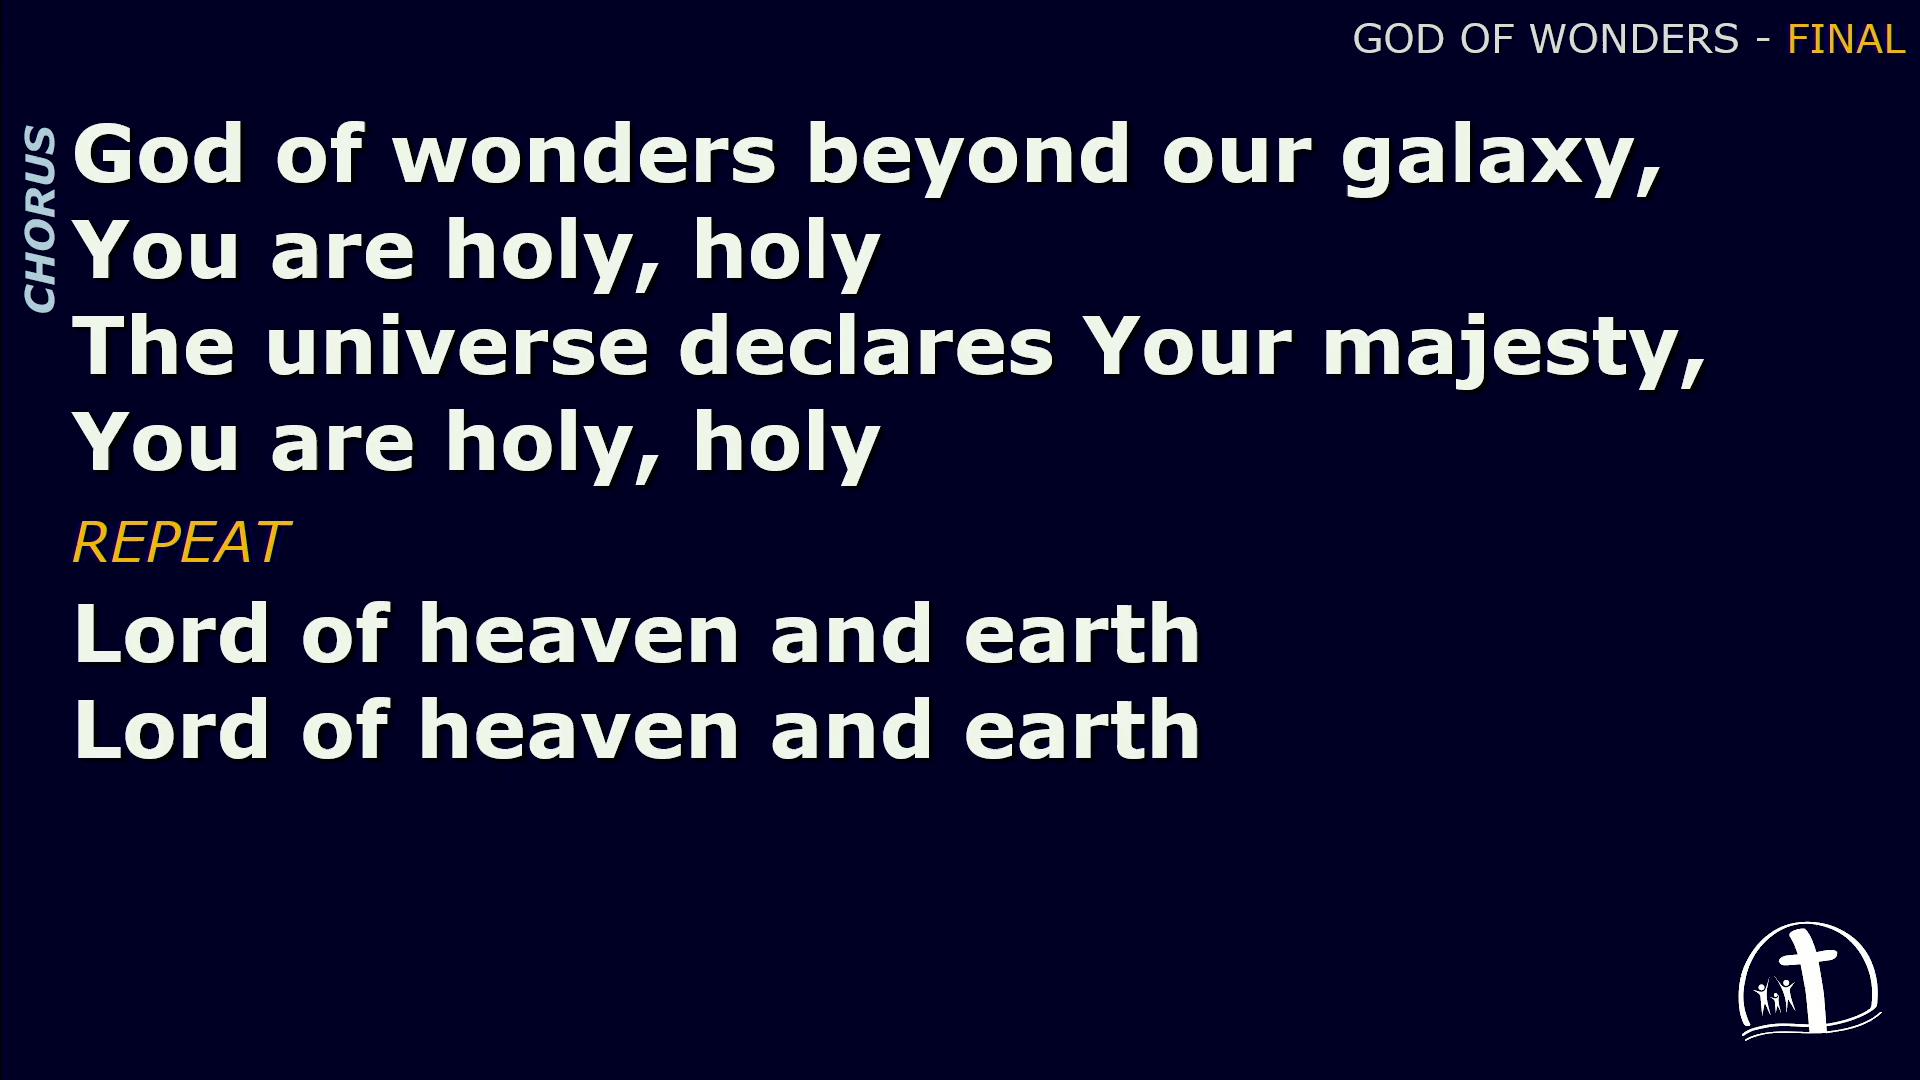 GOD OF WONDERS - FINAL
CHORUS
God of wonders beyond our galaxy,
You are holy, holy
The universe declares Your majesty,
You are holy, holy
REPEAT
Lord of heaven and earth
Lord of heaven and earth